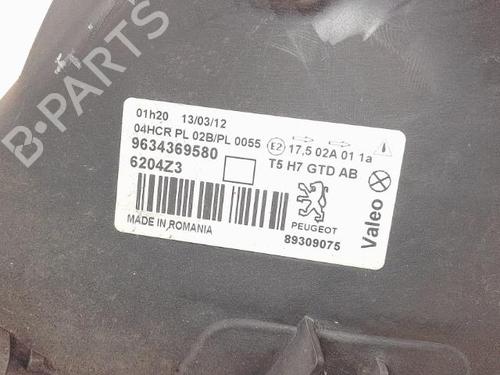 01h20 13/03/12
04HCR PL 02B/PL 0055 E2 17,5 02A 01 1a
9634369580 T5 H7 GTD AB
6204Z3
PEUGEOT
MADE IN ROMANIA 89309075
Valeo
B-PARTS